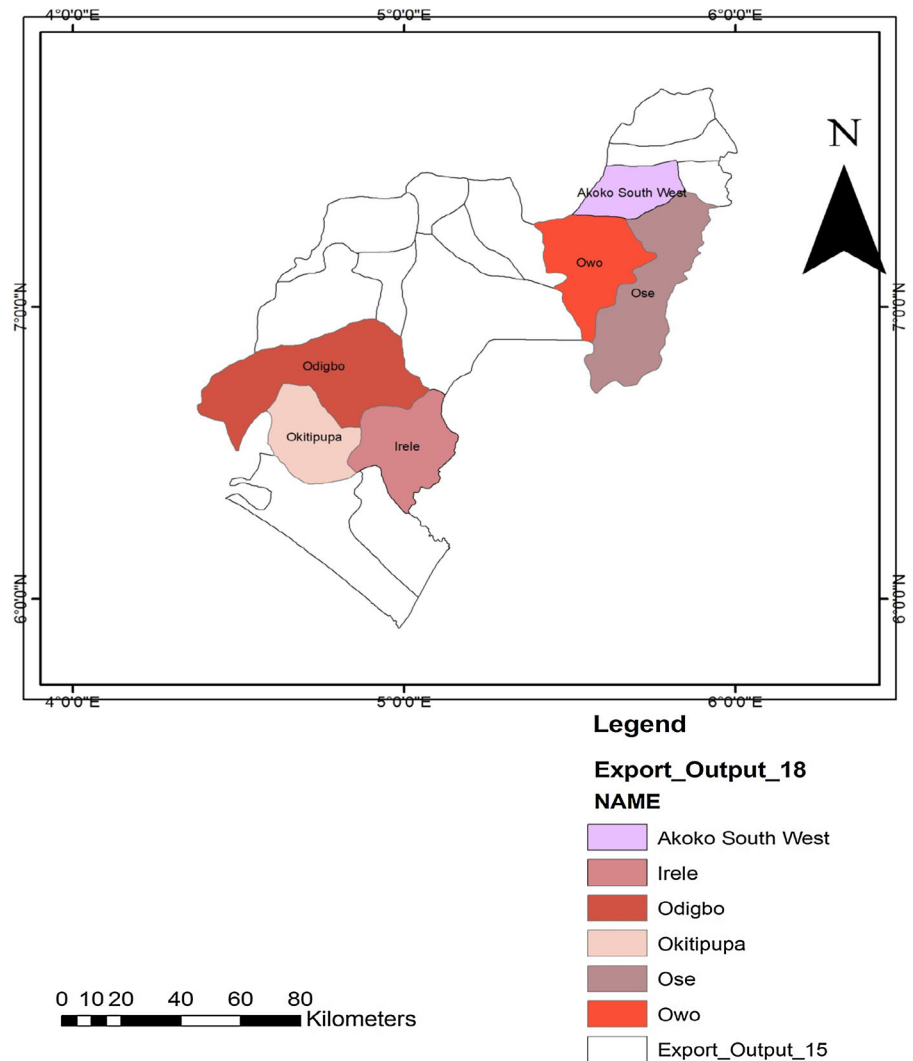 4°0'0"E 5°0'0"E 6°0'0"E
N
Akoko South West
Owo
7°0'0"N 7°0'0"N
Ose
Odigbo
Okitipupa
Irele
6°0'0"N 6°0'0"N
4°0'0"E 5°0'0"E 6°0'0"E
Legend
Export_Output_18
NAME
Akoko South West
Irele
Odigbo
Okitipupa
Ose
Owo
Export_Output_15
0 10 20 40 60 80
Kilometers